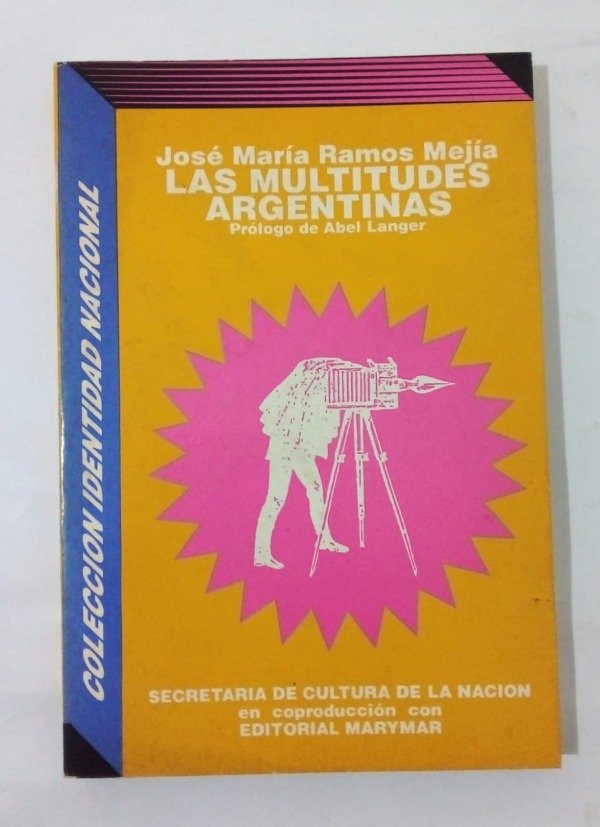 José María Ramos Mejía
LAS MULTITUDES
ARGENTINAS
Prólogo de Abel Langer
COLECCION IDENTIDAD NACIONAL
SECRETARIA DE CULTURA DE LA NACION
en coproducción con
EDITORIAL MARYMAR